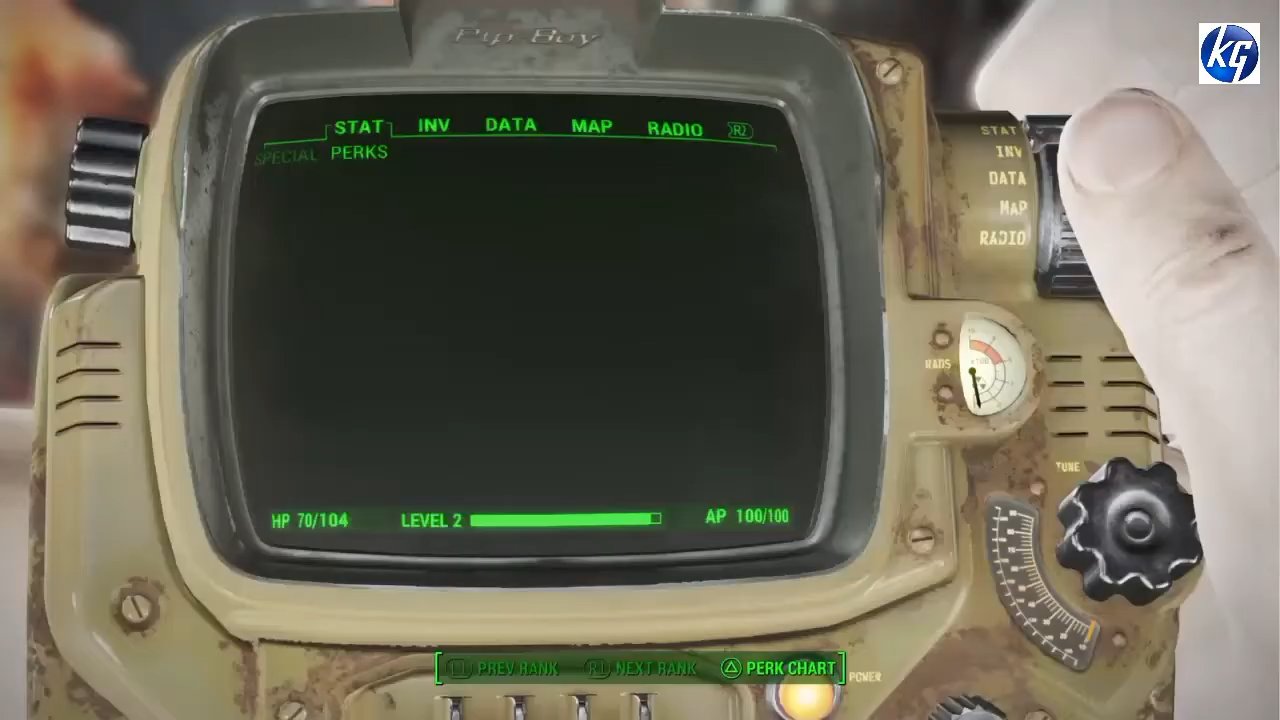 Pip-Boy
KG
STAT INV DATA MAP RADIO R2
SPECIAL PERKS
STAT
INV
DATA
MAP
RADIO
RADS
TUNE
HP 70/104 LEVEL 2 AP 100/100
PREV RANK R1 NEXT RANK PERK CHART
POWER